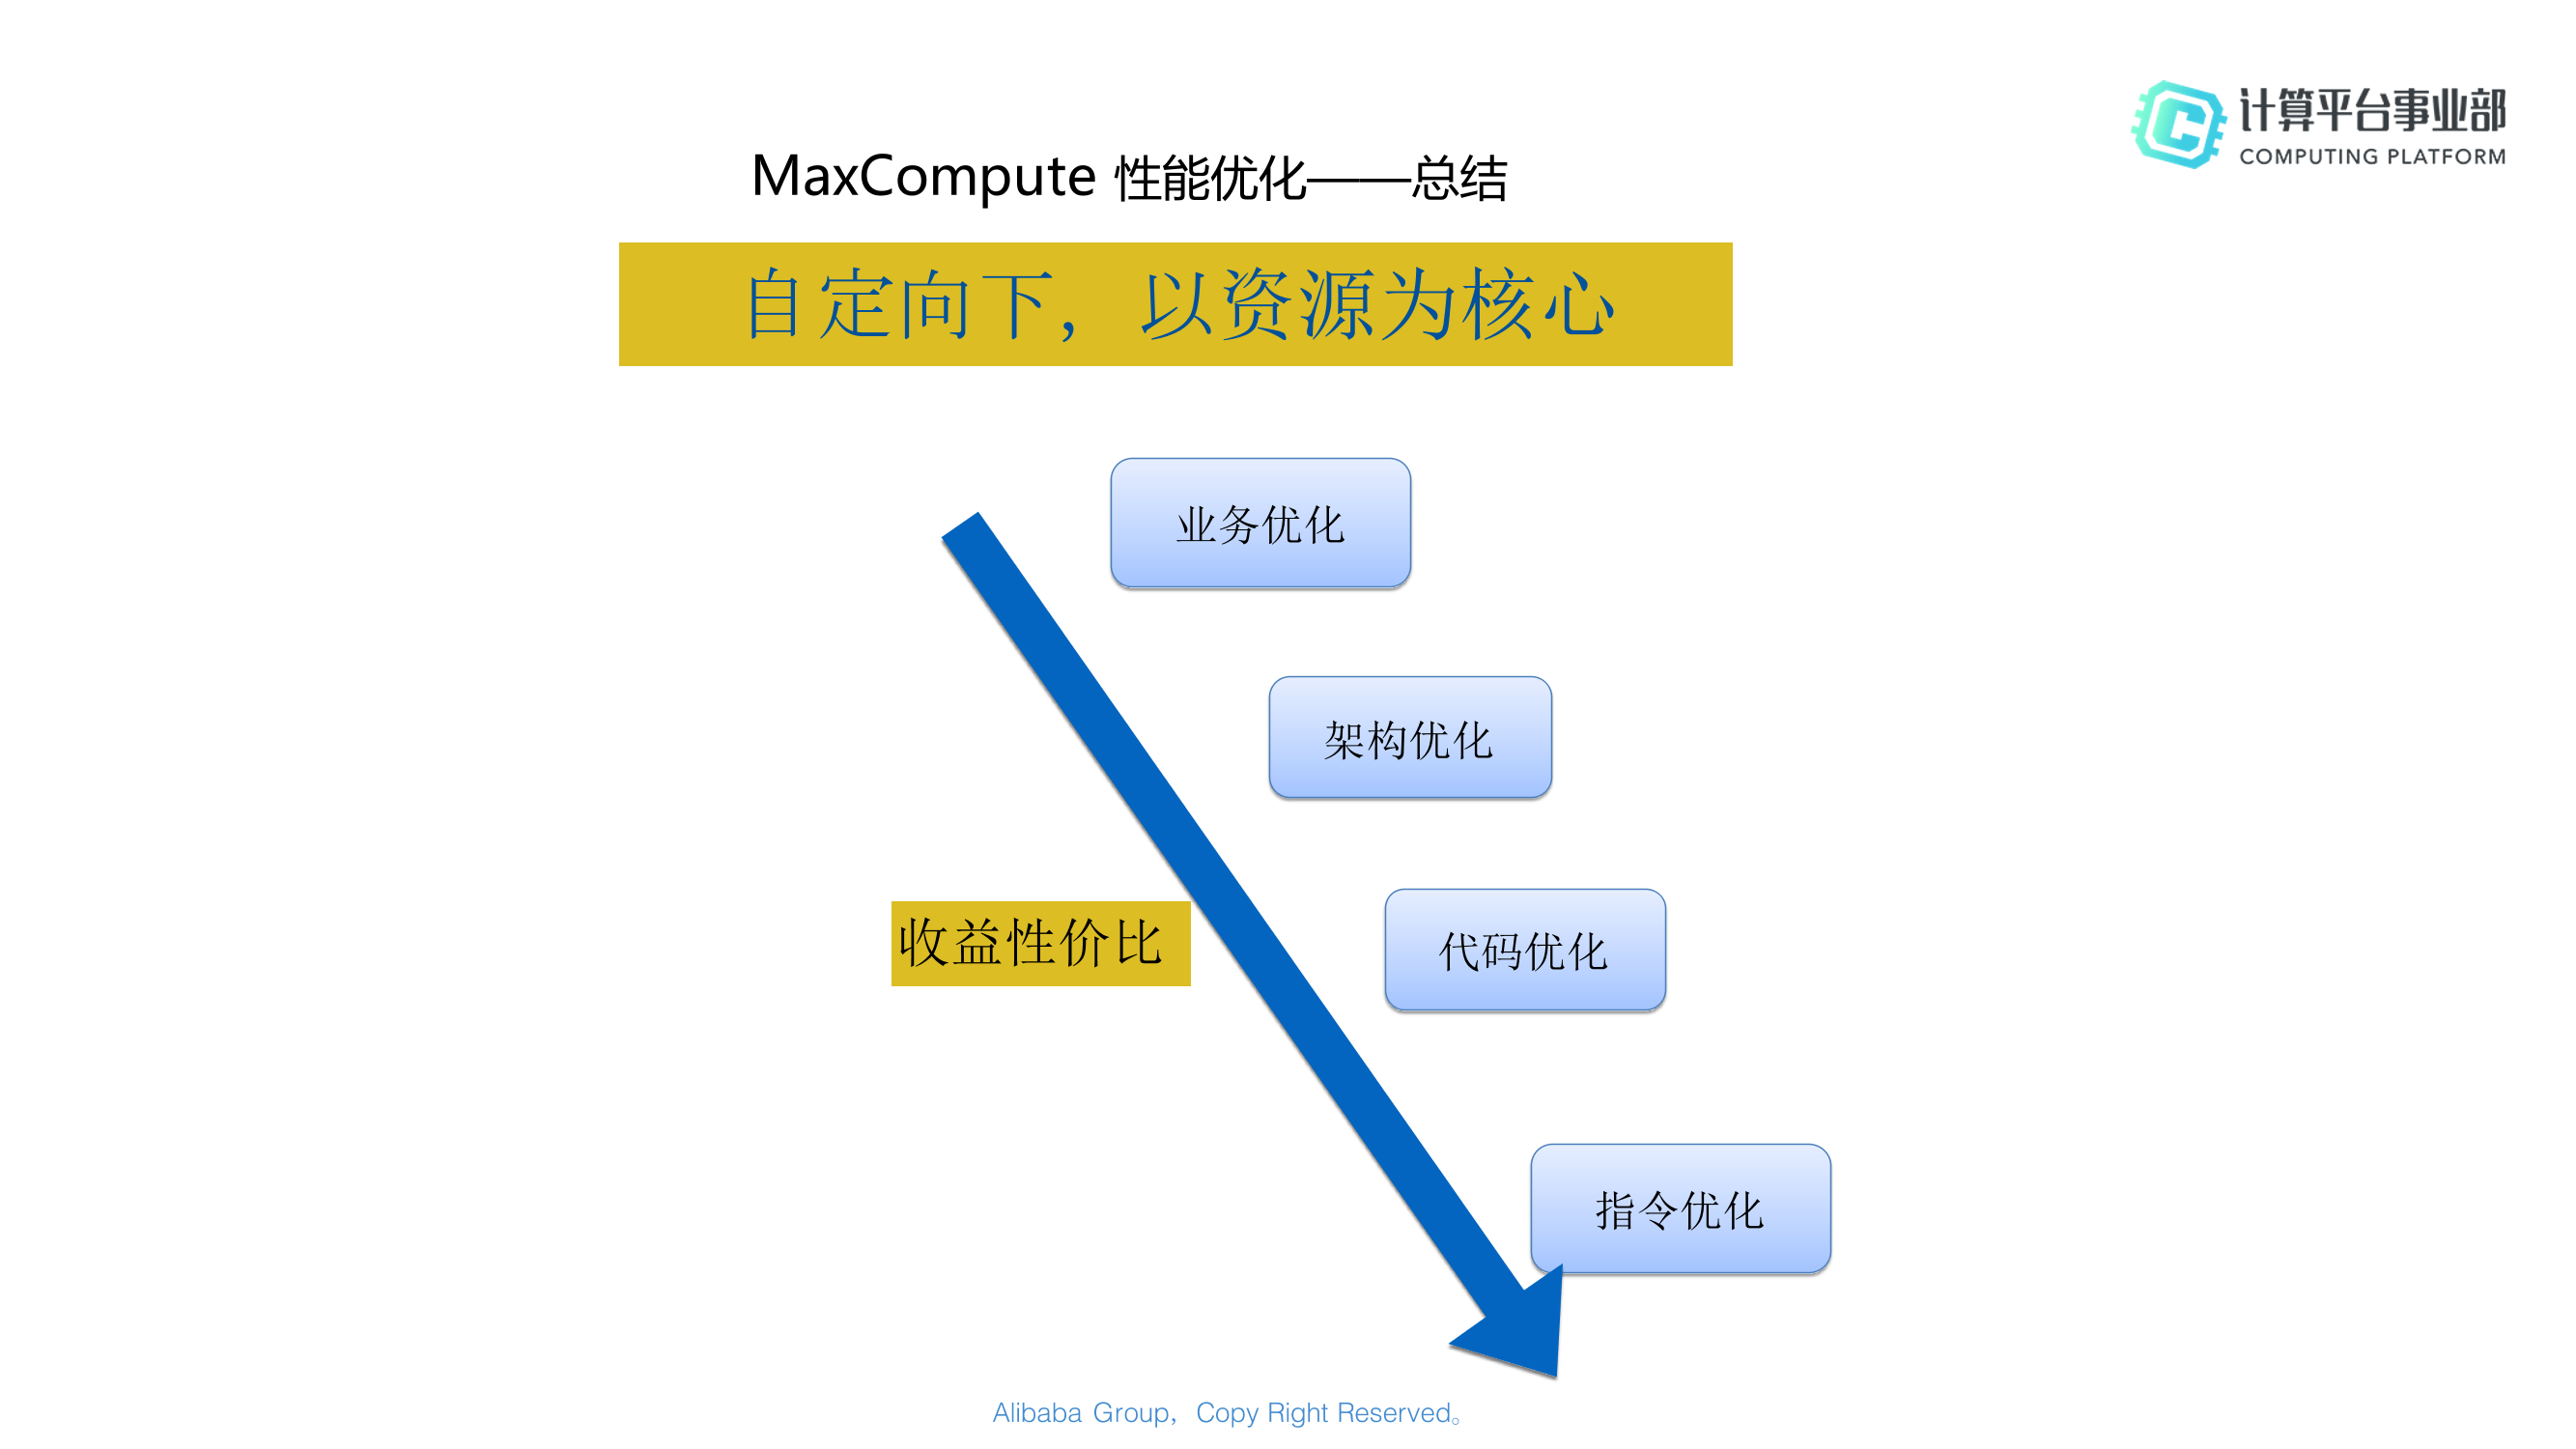 计算平台事业部
COMPUTING PLATFORM
MaxCompute 性能优化——总结
自定向下，以资源为核心
业务优化
架构优化
收益性价比
代码优化
指令优化
Alibaba Group，Copy Right Reserved。